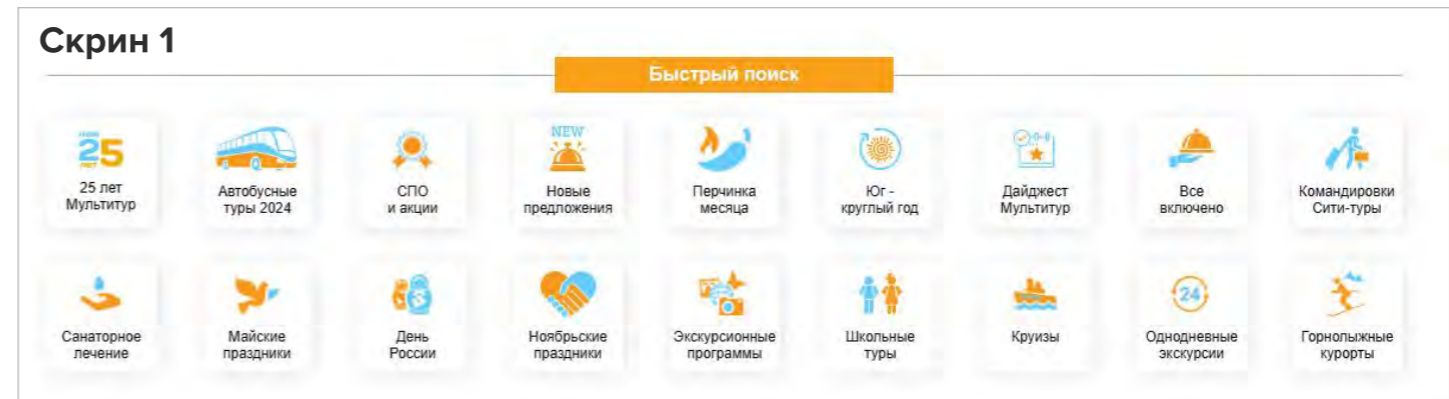 Скрин 1
Быстрый поиск
25 лет
Мультитур
Автобусные
туры 2024
СПО
и акции
NEW
Новые
предложения
Перчинка
месяца
Юг -
круглый год
Дайджест
Мультитур
Все
включено
Командировки
Сити-туры
25
ЛЕТ
Санаторное
лечение
Майские
праздники
День
России
Ноябрьские
праздники
Экскурсионные
программы
Школьные
туры
Круизы
24
Однодневные
экскурсии
Горнолыжные
курорты